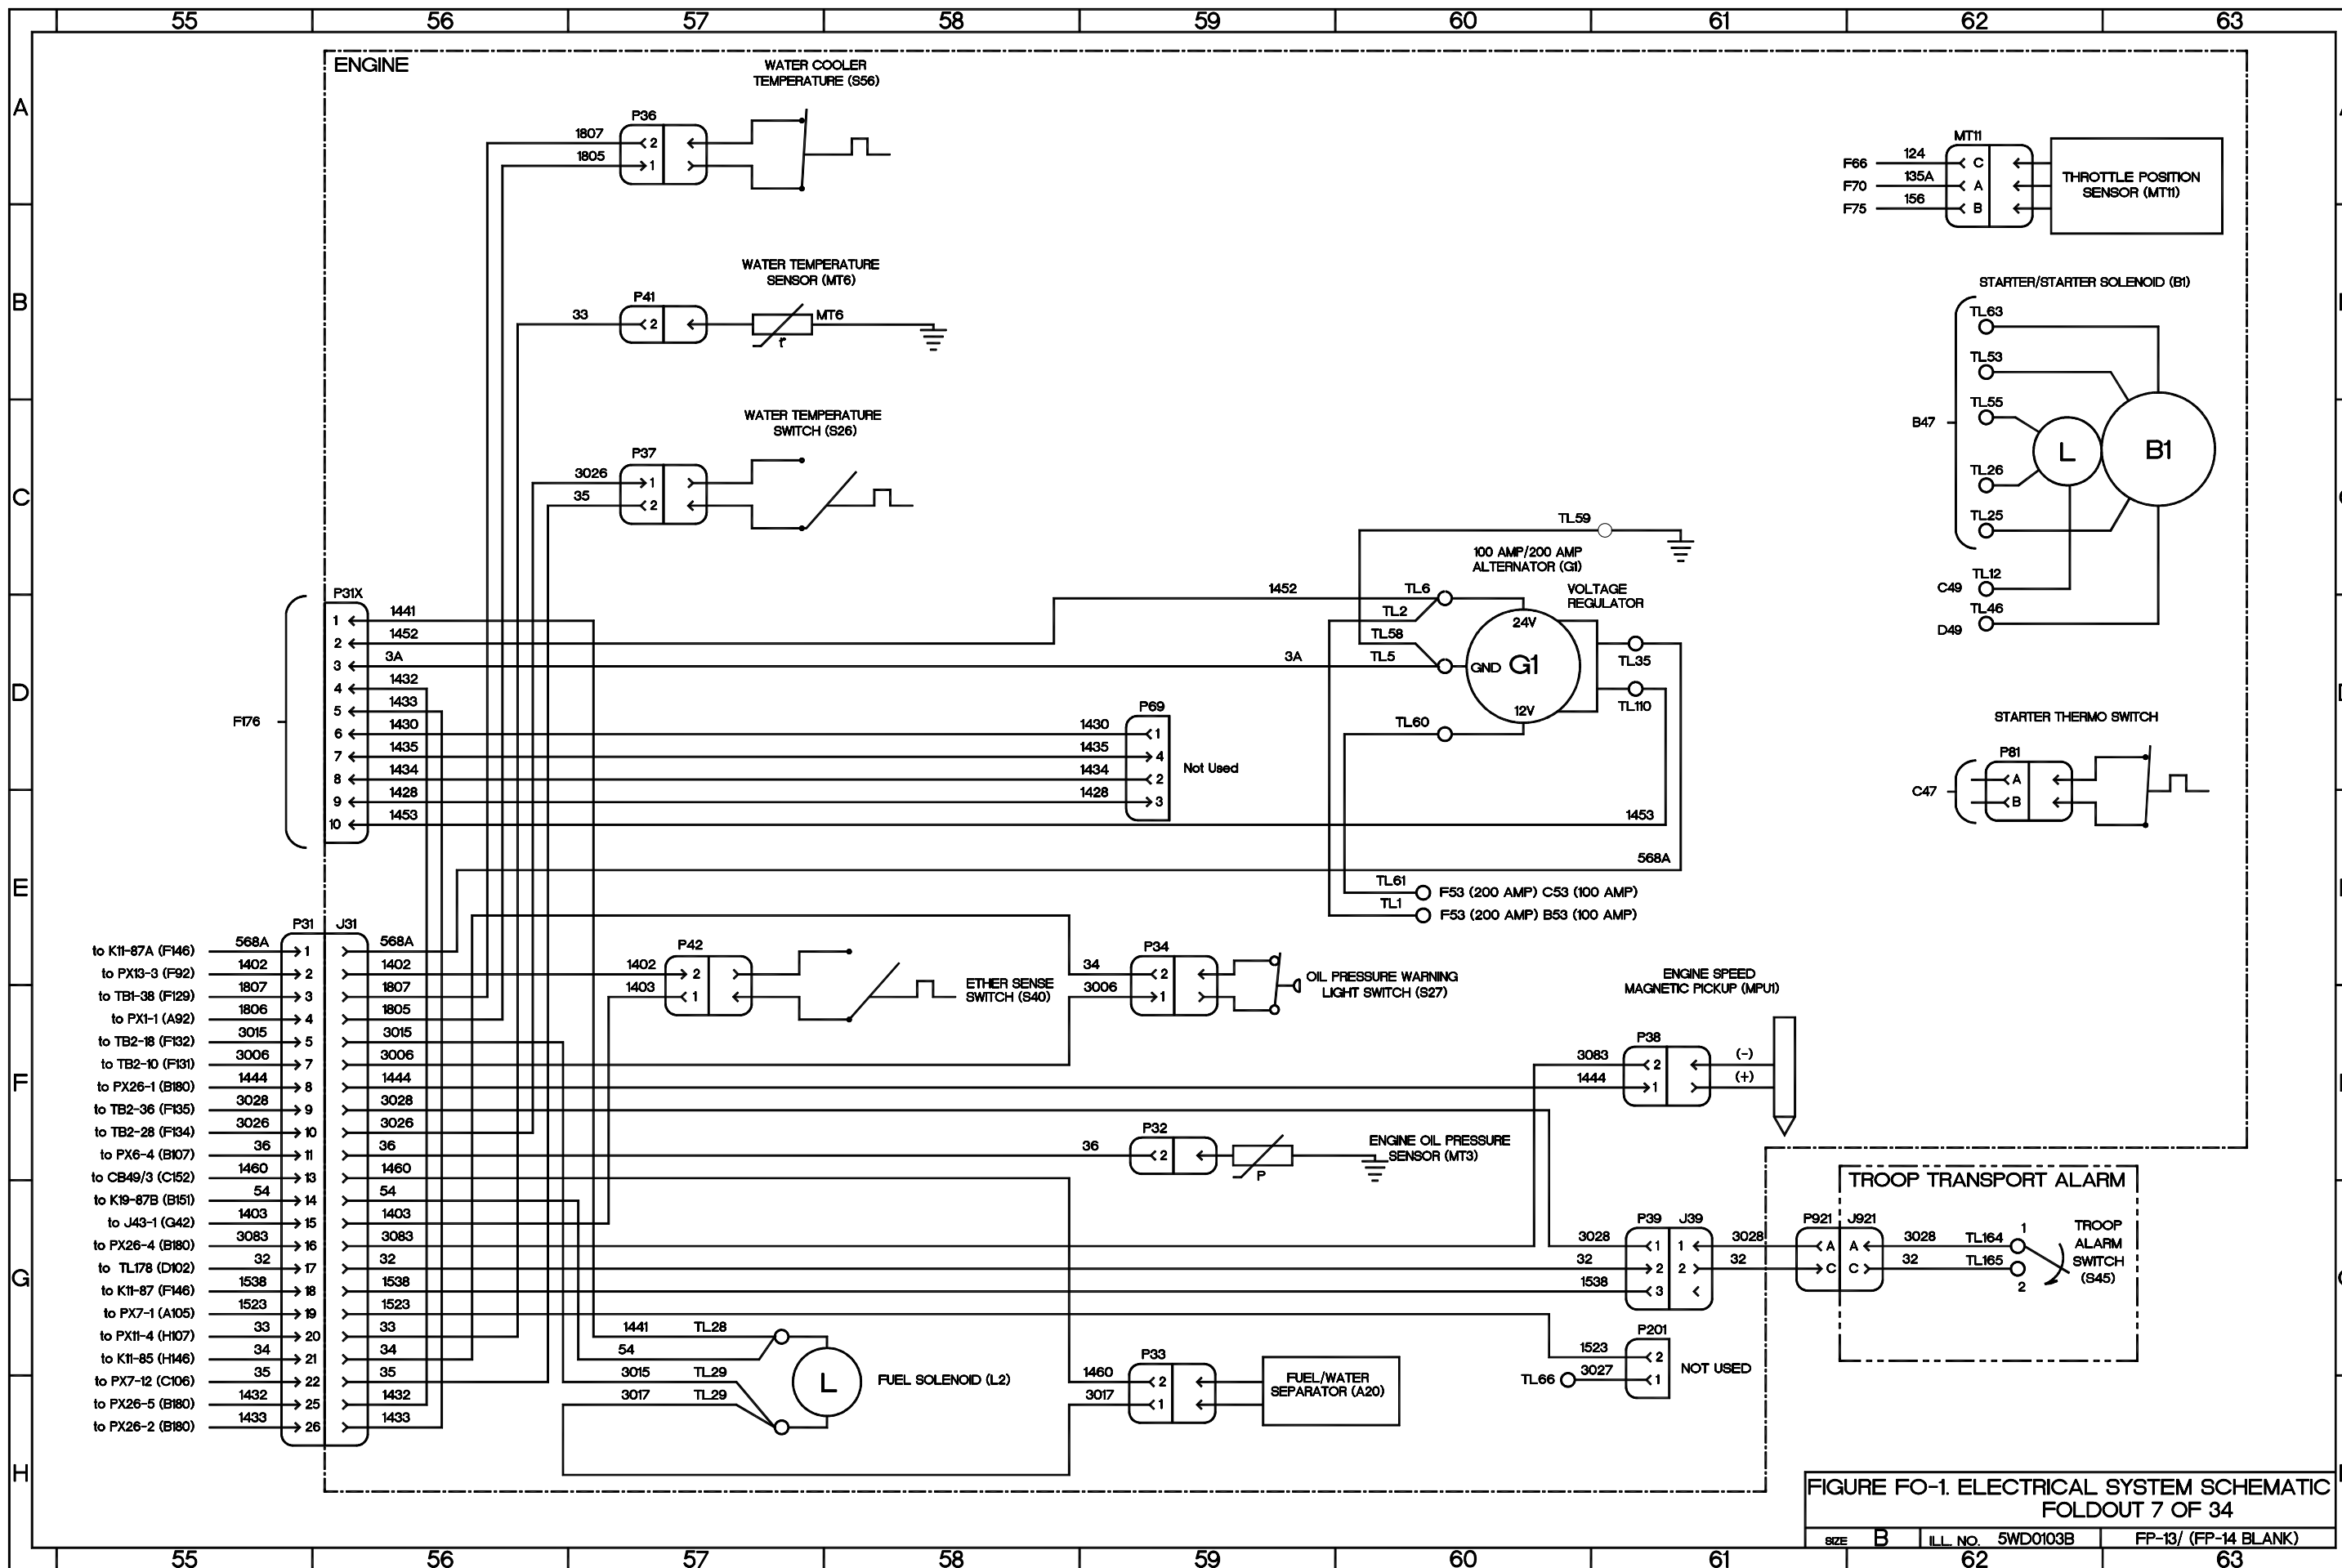 55 56 57 58 59 60 61 62 63
A
B
C
D
E
F
G
H
ENGINE
WATER COOLER
TEMPERATURE (S56)
P36
1807
2
1805
1
WATER TEMPERATURE
SENSOR (MT6)
P41
33
2
MT6
r
WATER TEMPERATURE
SWITCH (S26)
P37
3026
1
35
2
MT11
F66 124 C
F70 135A A
F75 156 B
THROTTLE POSITION
SENSOR (MT11)
STARTER/STARTER SOLENOID (B1)
TL63
TL53
TL55
B47
L
B1
TL26
TL25
TL12
C49
TL46
D49
STARTER THERMO SWITCH
P81
A
C47
B
TL59
100 AMP/200 AMP
ALTERNATOR (G1)
VOLTAGE
REGULATOR
1452
TL6
TL2
24V
TL58
3A
TL5
GND G1
TL35
12V
TL110
TL60
1453
568A
TL61
F53 (200 AMP) C53 (100 AMP)
TL1
F53 (200 AMP) B53 (100 AMP)
P31X
F176
1 1441
2 1452
3 3A
4 1432
5 1433
6 1430
7 1435
8 1434
9 1428
10 1453
P69
1430 1
1435 4
1434 2
1428 3
Not Used
P31 J31
to K11-87A (F146) 568A 1 568A
to PX13-3 (F92) 1402 2 1402
to TB1-38 (F129) 1807 3 1807
to PX1-1 (A92) 1806 4 1805
to TB2-18 (F132) 3015 5 3015
to TB2-10 (F131) 3006 7 3006
to PX26-1 (B180) 1444 8 1444
to TB2-36 (F135) 3028 9 3028
to TB2-28 (F134) 3026 10 3026
to PX6-4 (B107) 36 11 36
to CB49/3 (C152) 1460 13 1460
to K19-87B (B151) 54 14 54
to J43-1 (G42) 1403 15 1403
to PX26-4 (B180) 3083 16 3083
to TL178 (D102) 32 17 32
to K11-87 (F146) 1538 18 1538
to PX7-1 (A105) 1523 19 1523
to PX11-4 (H107) 33 20 33
to K11-85 (H146) 34 21 34
to PX7-12 (C106) 35 22 35
to PX26-5 (B180) 1432 25 1432
to PX26-2 (B180) 1433 26 1433
P42
1402 2
1403 1
ETHER SENSE
SWITCH (S40)
P34
34 2
3006 1
OIL PRESSURE WARNING
LIGHT SWITCH (S27)
ENGINE SPEED
MAGNETIC PICKUP (MPU1)
P38
3083 2 (-)
1444 1 (+)
P32
36 2
P
ENGINE OIL PRESSURE
SENSOR (MT3)
P39 J39
3028 1 1 3028
32 2 2 32
1538 3
TROOP TRANSPORT ALARM
P921 J921
A A 3028 TL164 1
C C 32 TL165 2
TROOP
ALARM
SWITCH
(S45)
1441 TL28
54
3015 TL29
3017 TL29
L
FUEL SOLENOID (L2)
P33
1460 2
3017 1
FUEL/WATER
SEPARATOR (A20)
P201
1523 2
TL66 3027 1
NOT USED
FIGURE FO-1. ELECTRICAL SYSTEM SCHEMATIC
FOLDOUT 7 OF 34
SIZE B ILL. NO. 5WD0103B FP-13/ (FP-14 BLANK)
55 56 57 58 59 60 61 62 63